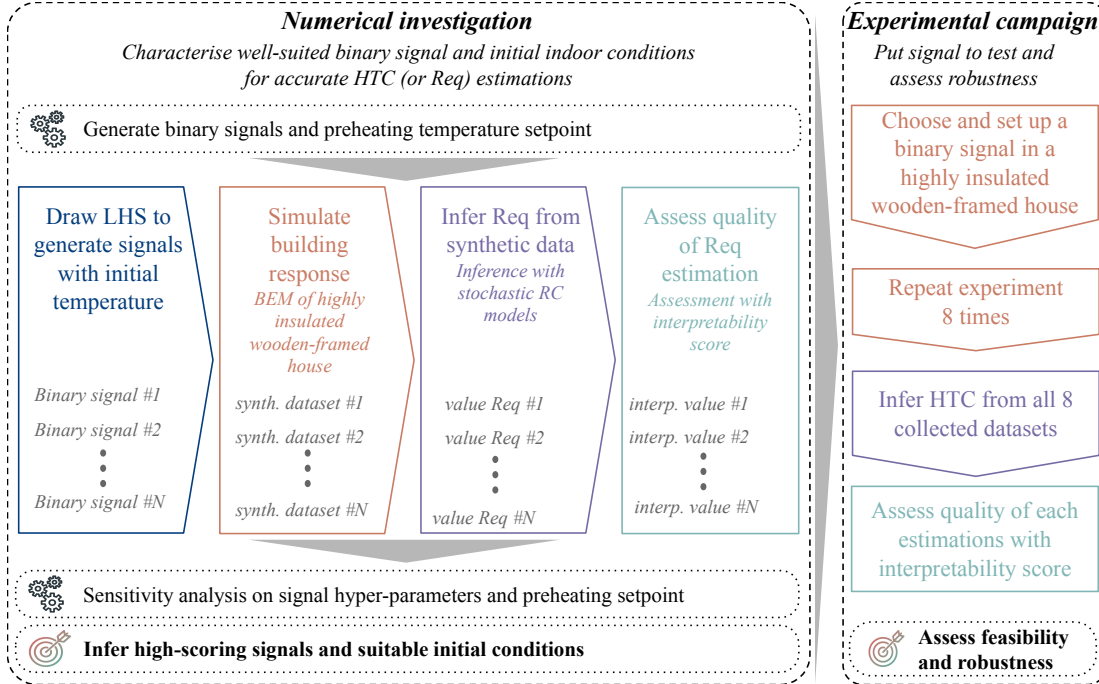 Numerical investigation
Characterise well-suited binary signal and initial indoor conditions
for accurate HTC (or Req) estimations
Generate binary signals and preheating temperature setpoint
Draw LHS to
generate signals
with initial
temperature
Binary signal #1
Binary signal #2
Binary signal #N
Simulate
building
response
BEM of highly
insulated
wooden-framed
house
synth. dataset #1
synth. dataset #2
synth. dataset #N
Infer Req from
synthetic data
Inference with
stochastic RC
models
value Req #1
value Req #2
value Req #N
Assess quality
of Req
estimation
Assessment with
interpretability
score
interp. value #1
interp. value #2
interp. value #N
Sensitivity analysis on signal hyper-parameters and preheating setpoint
Infer high-scoring signals and suitable initial conditions
Experimental campaign
Put signal to test and
assess robustness
Choose and set up a
binary signal in a
highly insulated
wooden-framed house
Repeat experiment
8 times
Infer HTC from all 8
collected datasets
Assess quality of each
estimations with
interpretability score
Assess feasibility
and robustness